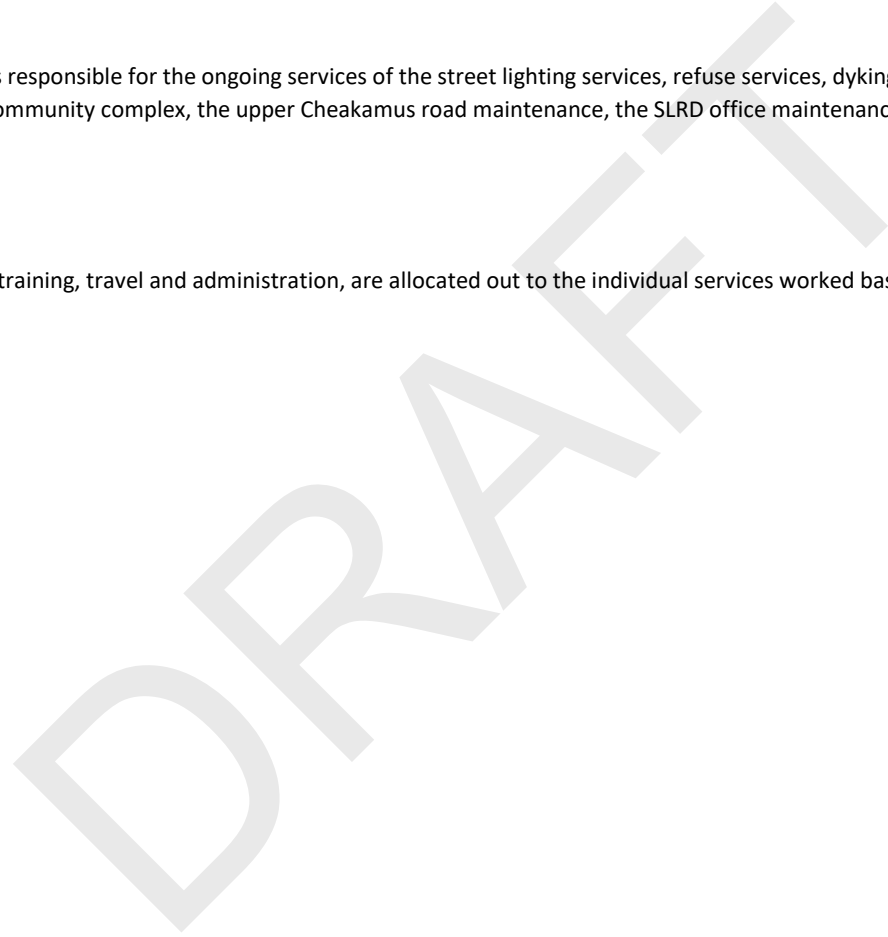 s responsible for the ongoing services of the street lighting services, refuse services, dyking
ommunity complex, the upper Cheakamus road maintenance, the SLRD office maintenanc
training, travel and administration, are allocated out to the individual services worked bas
DRAFT